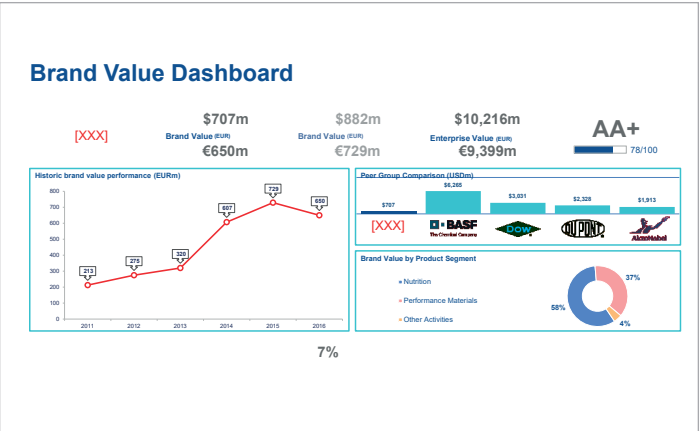 Brand Value Dashboard
[XXX]
$707m
Brand Value (EUR)
€650m
$882m
Brand Value (EUR)
€729m
$10,216m
Enterprise Value (EUR)
€9,399m
AA+
78/100
Historic brand value performance (EURm)
800
700
600
500
400
300
200
100
0
213
275
320
607
729
650
2011 2012 2013 2014 2015 2016
Peer Group Comparison (USDm)
$707
$6,265
$3,031
$2,328
$1,913
[XXX]
BASF
The Chemical Company
Dow
DU PONT
AkzoNobel
Brand Value by Product Segment
Nutrition
Performance Materials
Other Activities
37%
58%
4%
7%